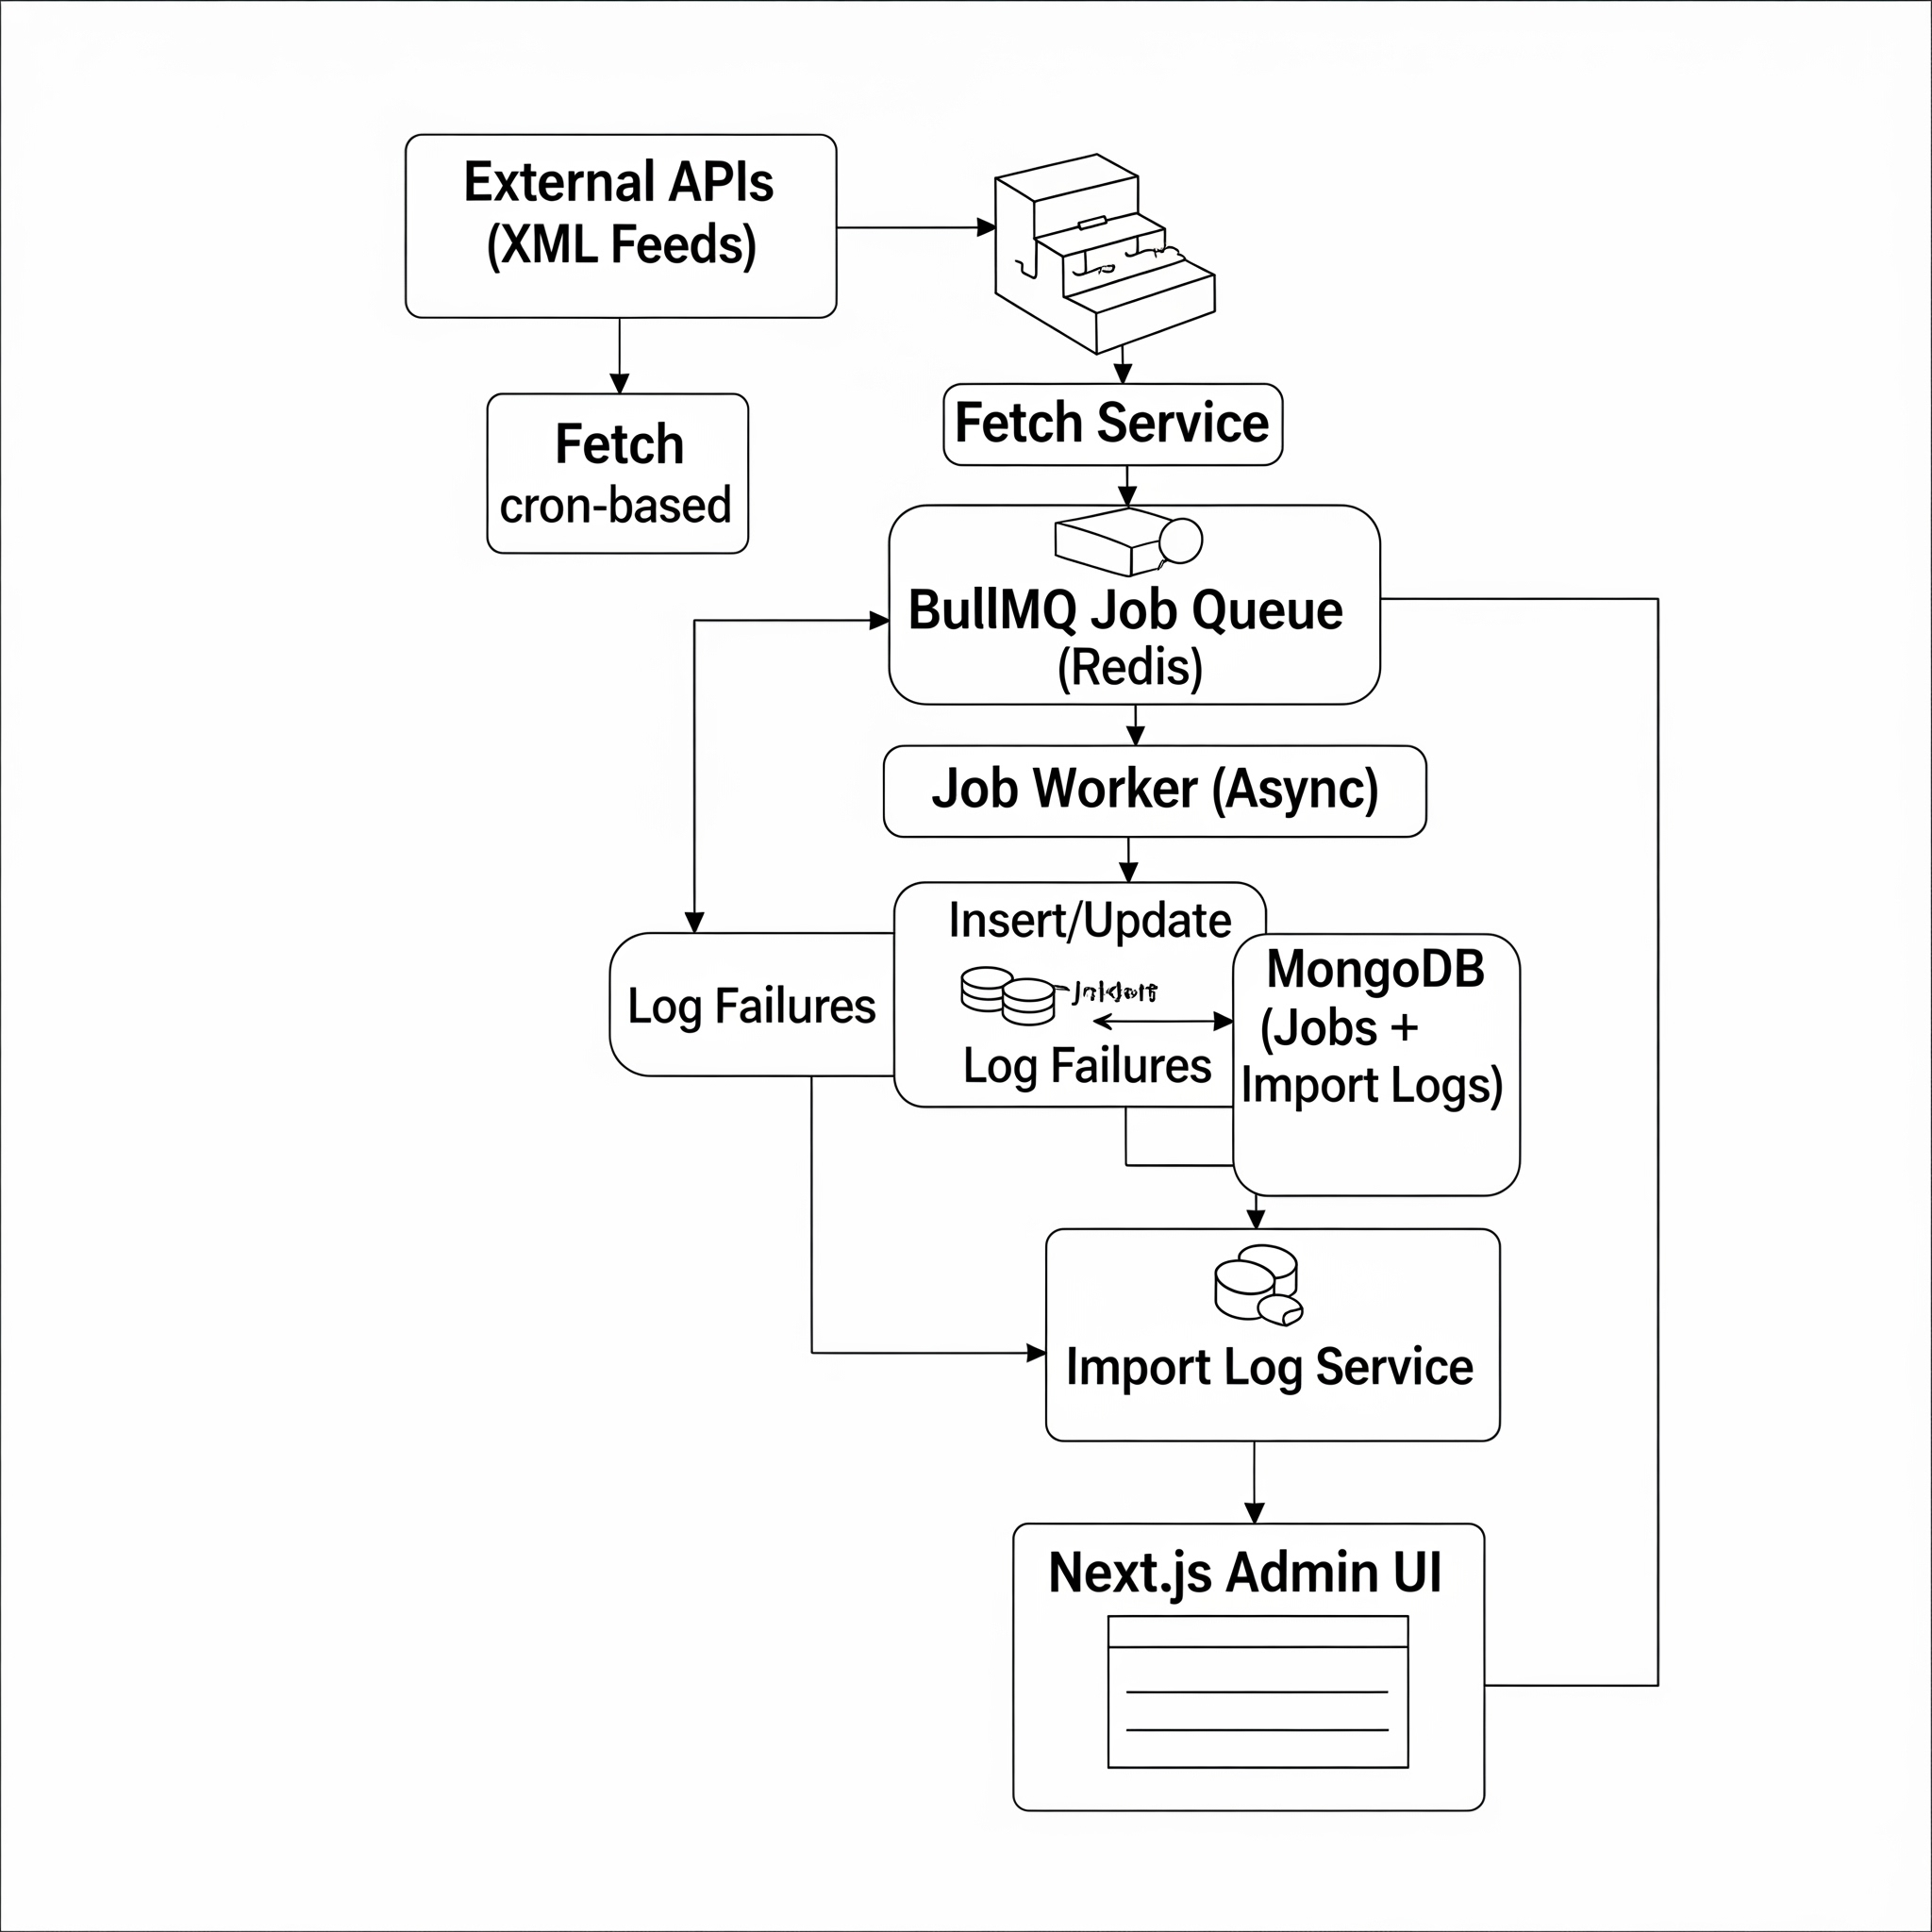 External APIs
(XML Feeds)
Fetch
cron-based
Fetch Service
BullMQ Job Queue
(Redis)
Job Worker (Async)
Log Failures
Insert/Update
Log Failures
MongoDB
(Jobs +
Import Logs)
Import Log Service
Next.js Admin UI